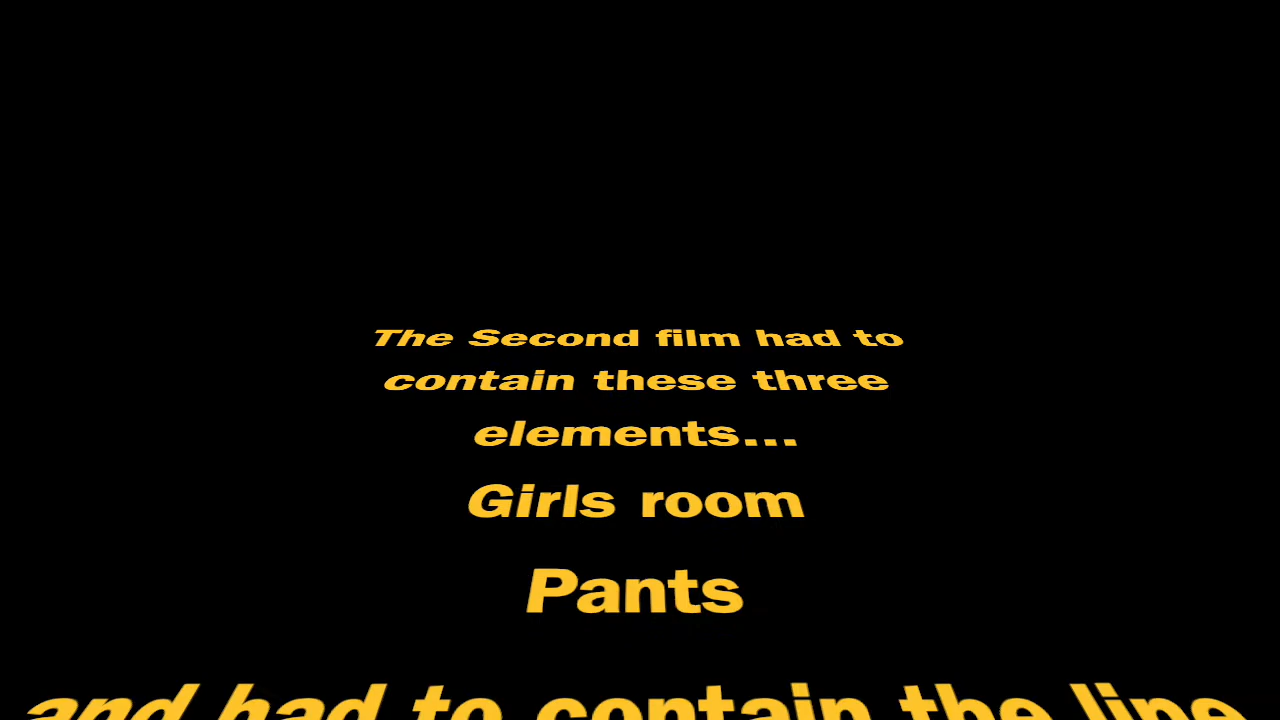 The Second film had to
contain these three
elements...
Girls room
Pants
and had to contain the line